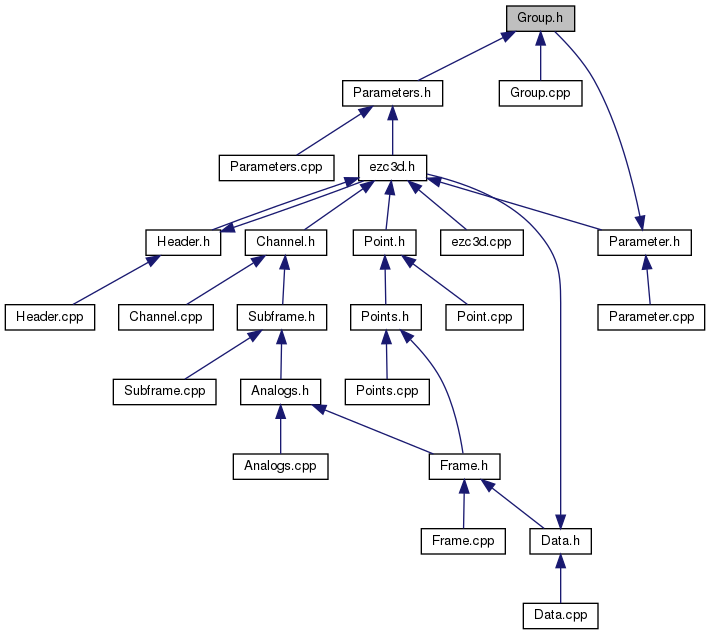 Group.h
Parameters.h
Group.cpp
Parameters.cpp
ezc3d.h
Header.h
Channel.h
Point.h
ezc3d.cpp
Parameter.h
Header.cpp
Channel.cpp
Subframe.h
Points.h
Point.cpp
Parameter.cpp
Subframe.cpp
Analogs.h
Points.cpp
Analogs.cpp
Frame.h
Frame.cpp
Data.h
Data.cpp